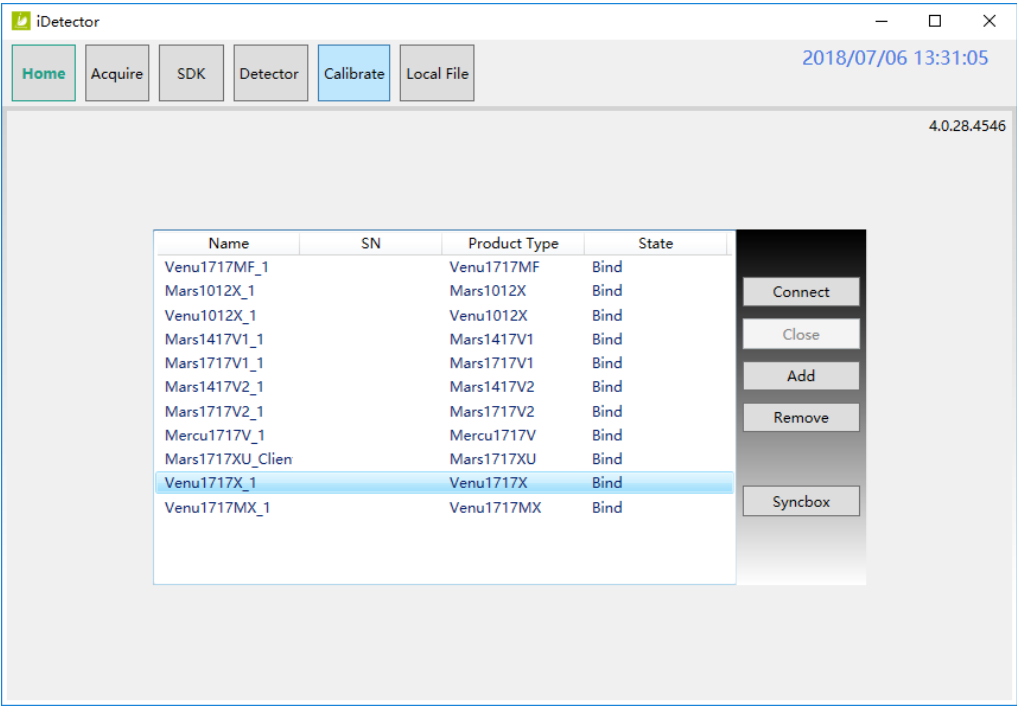 iDetector
Home Acquire SDK Detector Calibrate Local File 2018/07/06 13:31:05
4.0.28.4546
Name SN Product Type State
Venu1717MF_1 Venu1717MF Bind
Mars1012X_1 Mars1012X Bind
Venu1012X_1 Venu1012X Bind
Mars1417V1_1 Mars1417V1 Bind
Mars1717V1_1 Mars1717V1 Bind
Mars1417V2_1 Mars1417V2 Bind
Mars1717V2_1 Mars1717V2 Bind
Mercu1717V_1 Mercu1717V Bind
Mars1717XU_Clien Mars1717XU Bind
Venu1717X_1 Venu1717X Bind
Venu1717MX_1 Venu1717MX Bind
Connect
Close
Add
Remove
Syncbox